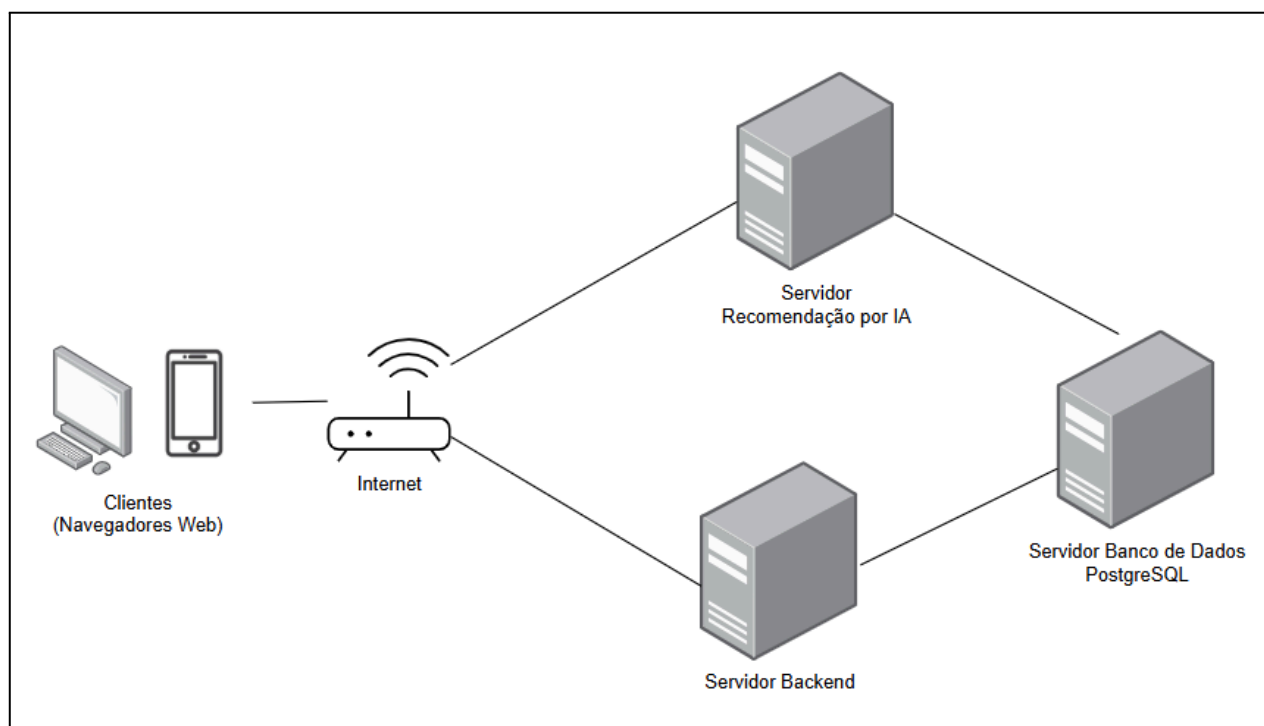 Servidor
Recomendação por IA
Clientes
(Navegadores Web)
Internet
Servidor Banco de Dados
PostgreSQL
Servidor Backend